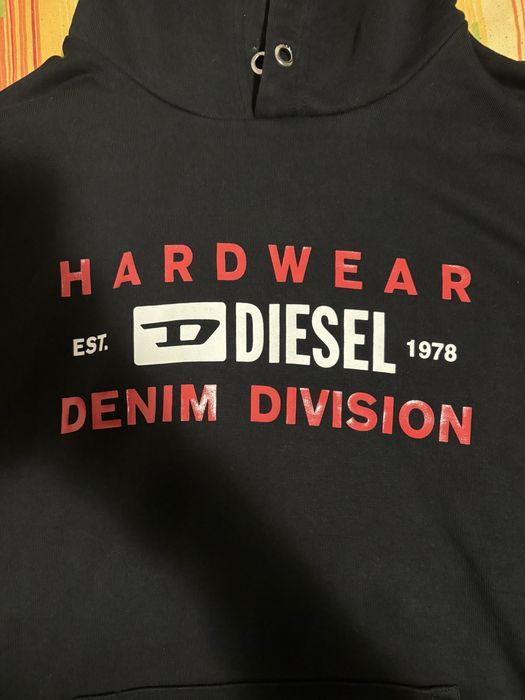 HARDWEAR
EST. D DIESEL 1978
DENIM DIVISION